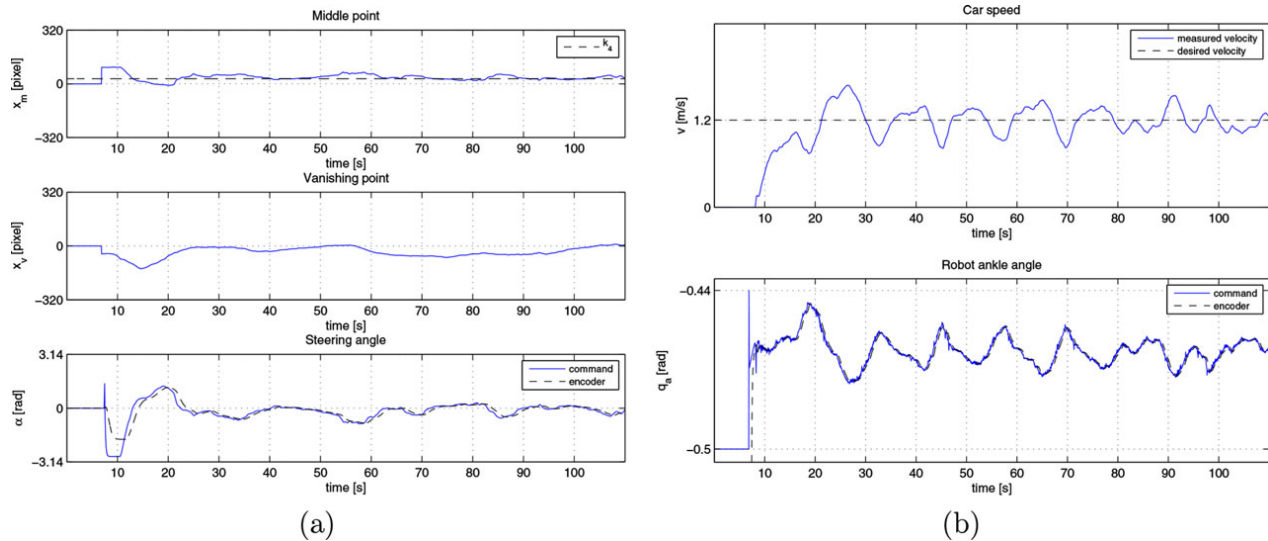 Middle point
320
0
−320
x_m [pixel]
k_4
10 20 30 40 50 60 70 80 90 100
time [s]
Vanishing point
320
0
−320
x_v [pixel]
10 20 30 40 50 60 70 80 90 100
time [s]
Steering angle
3.14
0
−3.14
α [rad]
command
encoder
10 20 30 40 50 60 70 80 90 100
time [s]
(a)
Car speed
measured velocity
desired velocity
1.2
0
v [m/s]
10 20 30 40 50 60 70 80 90 100
time [s]
Robot ankle angle
−0.44
−0.5
q_a [rad]
command
encoder
10 20 30 40 50 60 70 80 90 100
time [s]
(b)